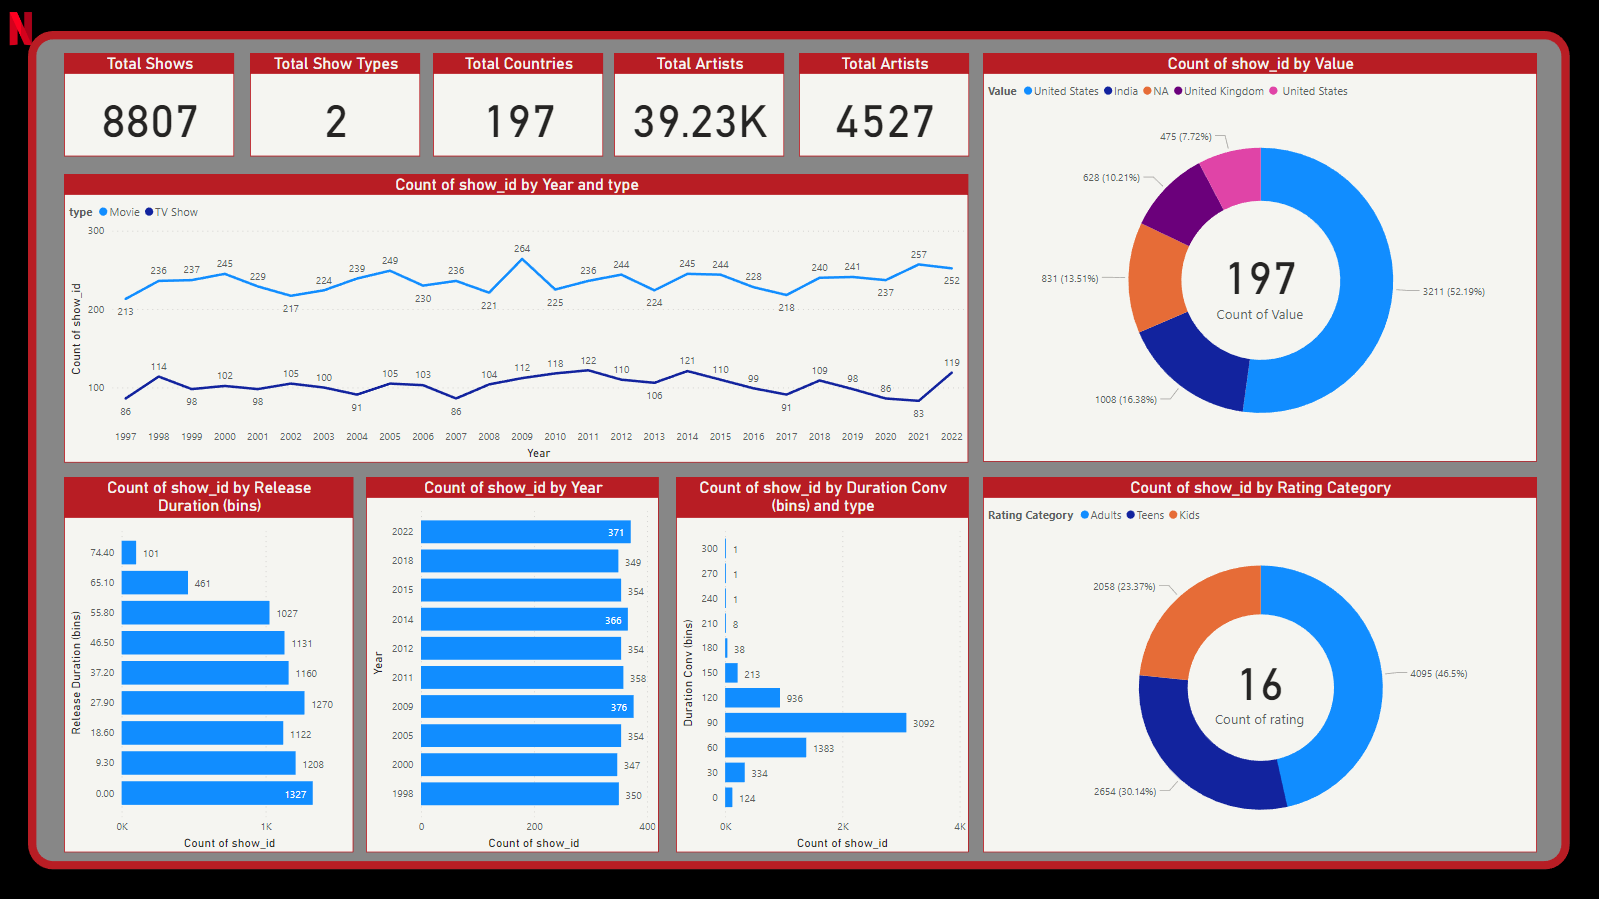 N
Total Shows
8807
Total Show Types
2
Total Countries
197
Total Artists
39.23K
Total Artists
4527
Count of show_id by Value
Value United States India NA United Kingdom United States
475 (7.72%)
628 (10.21%)
831 (13.51%)
1008 (16.38%)
3211 (52.19%)
197
Count of Value
Count of show_id by Year and type
type Movie TV Show
Count of show_id
300
200
100
213 236 237 245 229 217 224 239 249 230 236 221 264 225 236 244 224 245 244 228 218 240 241 237 257 252
86 114 98 102 98 105 100 91 105 103 86 104 112 118 122 110 106 121 110 99 91 109 98 86 83 119
1997 1998 1999 2000 2001 2002 2003 2004 2005 2006 2007 2008 2009 2010 2011 2012 2013 2014 2015 2016 2017 2018 2019 2020 2021 2022
Year
Count of show_id by Release
Duration (bins)
Release Duration (bins)
74.40 101
65.10 461
55.80 1027
46.50 1131
37.20 1160
27.90 1270
18.60 1122
9.30 1208
0.00 1327
0K 1K
Count of show_id
Count of show_id by Year
Year
2022 371
2018 349
2015 354
2014 366
2012 354
2011 358
2009 376
2005 354
2000 347
1998 350
0 200 400
Count of show_id
Count of show_id by Duration Conv
(bins) and type
Duration Conv (bins)
300 1
270 1
240 1
210 8
180 38
150 213
120 936
90 3092
60 1383
30 334
0 124
0K 2K 4K
Count of show_id
Count of show_id by Rating Category
Rating Category Adults Teens Kids
2058 (23.37%)
4095 (46.5%)
2654 (30.14%)
16
Count of rating